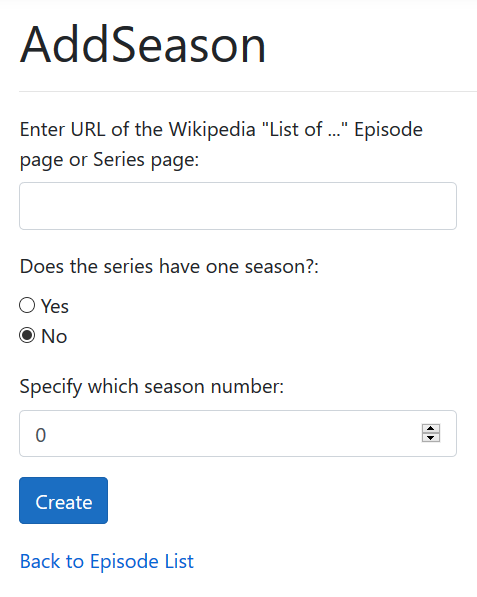 AddSeason
Enter URL of the Wikipedia "List of ..." Episode
page or Series page:
Does the series have one season?:
Yes
No
Specify which season number:
0
Create
Back to Episode List